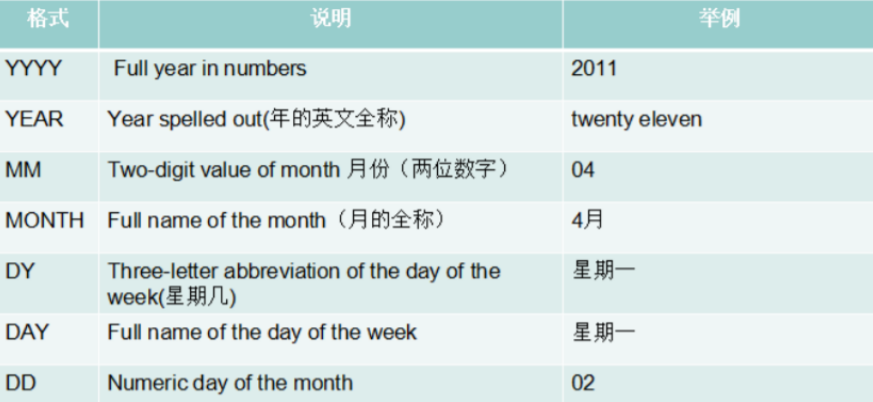 格式 说明 举例
YYYY Full year in numbers 2011
YEAR Year spelled out(年的英文全称) twenty eleven
MM Two-digit value of month 月份（两位数字） 04
MONTH Full name of the month（月的全称） 4月
DY Three-letter abbreviation of the day of the 星期一
week(星期几)
DAY Full name of the day of the week 星期一
DD Numeric day of the month 02